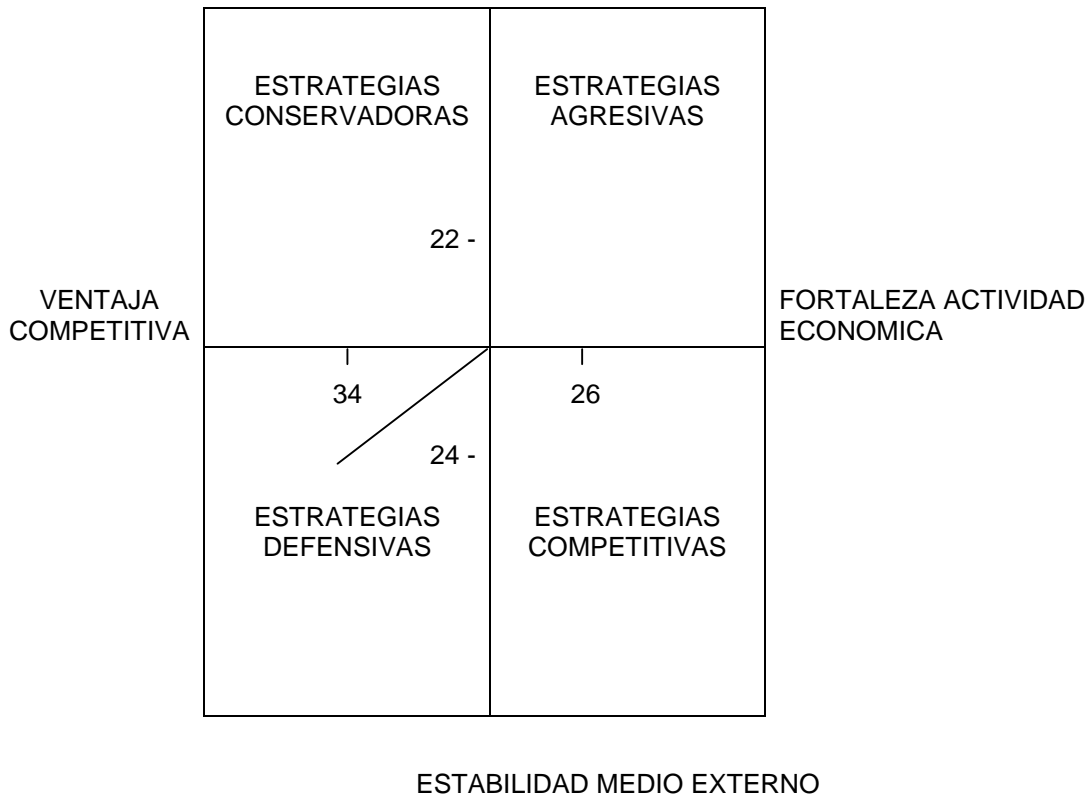 ESTRATEGIAS
CONSERVADORAS
ESTRATEGIAS
AGRESIVAS
22 -
VENTAJA
COMPETITIVA
FORTALEZA ACTIVIDAD
ECONOMICA
34
26
24 -
ESTRATEGIAS
DEFENSIVAS
ESTRATEGIAS
COMPETITIVAS
ESTABILIDAD MEDIO EXTERNO